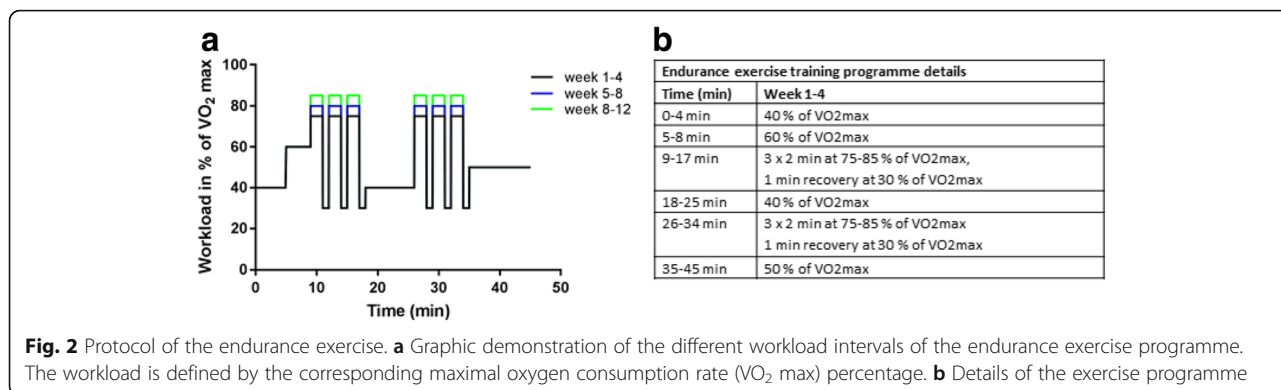 a
100
80
60
40
20
0
Workload in % of VO₂ max
0 10 20 30 40 50
Time (min)
week 1-4
week 5-8
week 8-12
b
Endurance exercise training programme details
Time (min) Week 1-4
0-4 min 40 % of VO2max
5-8 min 60 % of VO2max
9-17 min 3 x 2 min at 75-85 % of VO2max,
1 min recovery at 30 % of VO2max
18-25 min 40 % of VO2max
26-34 min 3 x 2 min at 75-85 % of VO2max
1 min recovery at 30 % of VO2max
35-45 min 50 % of VO2max
Fig. 2 Protocol of the endurance exercise. a Graphic demonstration of the different workload intervals of the endurance exercise programme.
The workload is defined by the corresponding maximal oxygen consumption rate (VO₂ max) percentage. b Details of the exercise programme